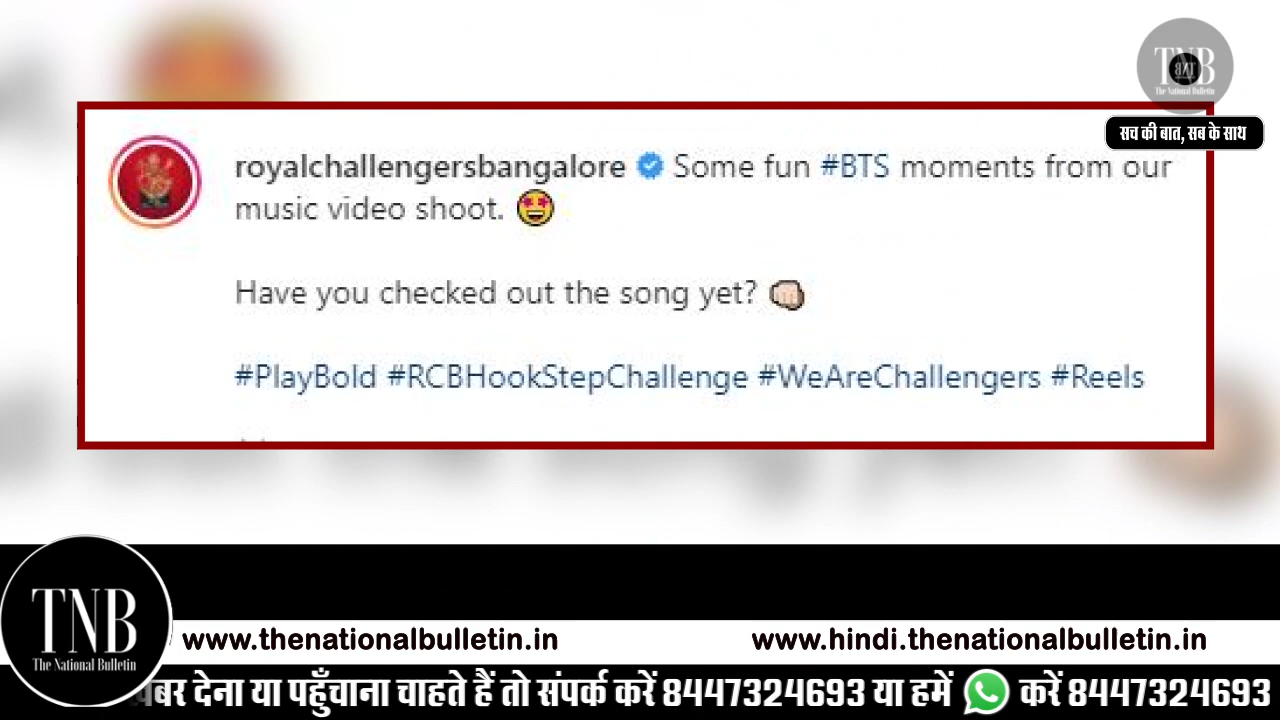 TNB
The National Bulletin
सच की बात, सब के साथ
royalchallengersbangalore Some fun #BTS moments from our
music video shoot. 🤩
Have you checked out the song yet? 👊
#PlayBold #RCBHookStepChallenge #WeAreChallengers #Reels
TNB
The National Bulletin
www.thenationalbulletin.in
www.hindi.thenationalbulletin.in
देना या पहुँचाना चाहते हैं तो संपर्क करें 8447324693 या हमें करें 8447324693